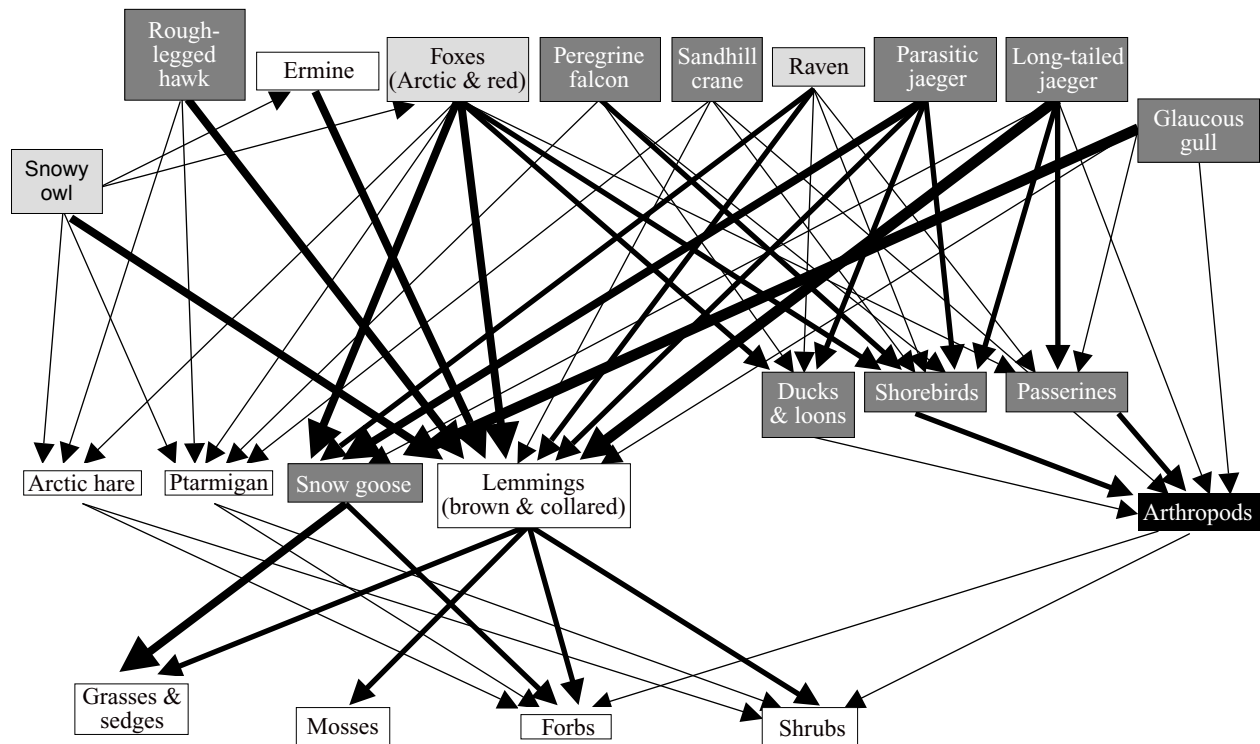 Rough-
legged
hawk
Ermine
Foxes
(Arctic & red)
Peregrine
falcon
Sandhill
crane
Raven
Parasitic
jaeger
Long-tailed
jaeger
Glaucous
gull
Snowy
owl
Ducks
& loons
Shorebirds
Passerines
Arctic hare
Ptarmigan
Snow goose
Lemmings
(brown & collared)
Arthropods
Grasses &
sedges
Mosses
Forbs
Shrubs